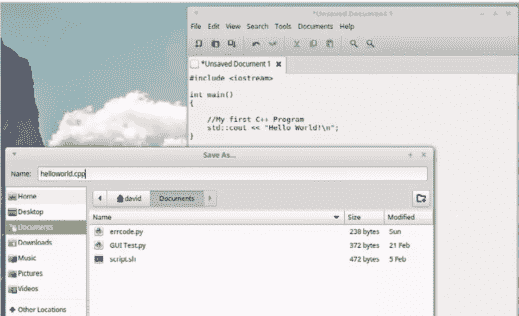 *Unsaved Document 1
File Edit View Search Tools Documents Help
*Unsaved Document 1
#include <iostream>
int main()
{
//My first C++ Program
std::cout << "Hello World!\n";
}
Save As...
Name: helloworld.cpp
Home
Desktop
Documents
Downloads
Music
Pictures
Videos
Other Locations
david Documents
Name Size Modified
errcode.py 238 bytes Sun
GUI Test.py 372 bytes 21 Feb
script.sh 472 bytes 5 Feb